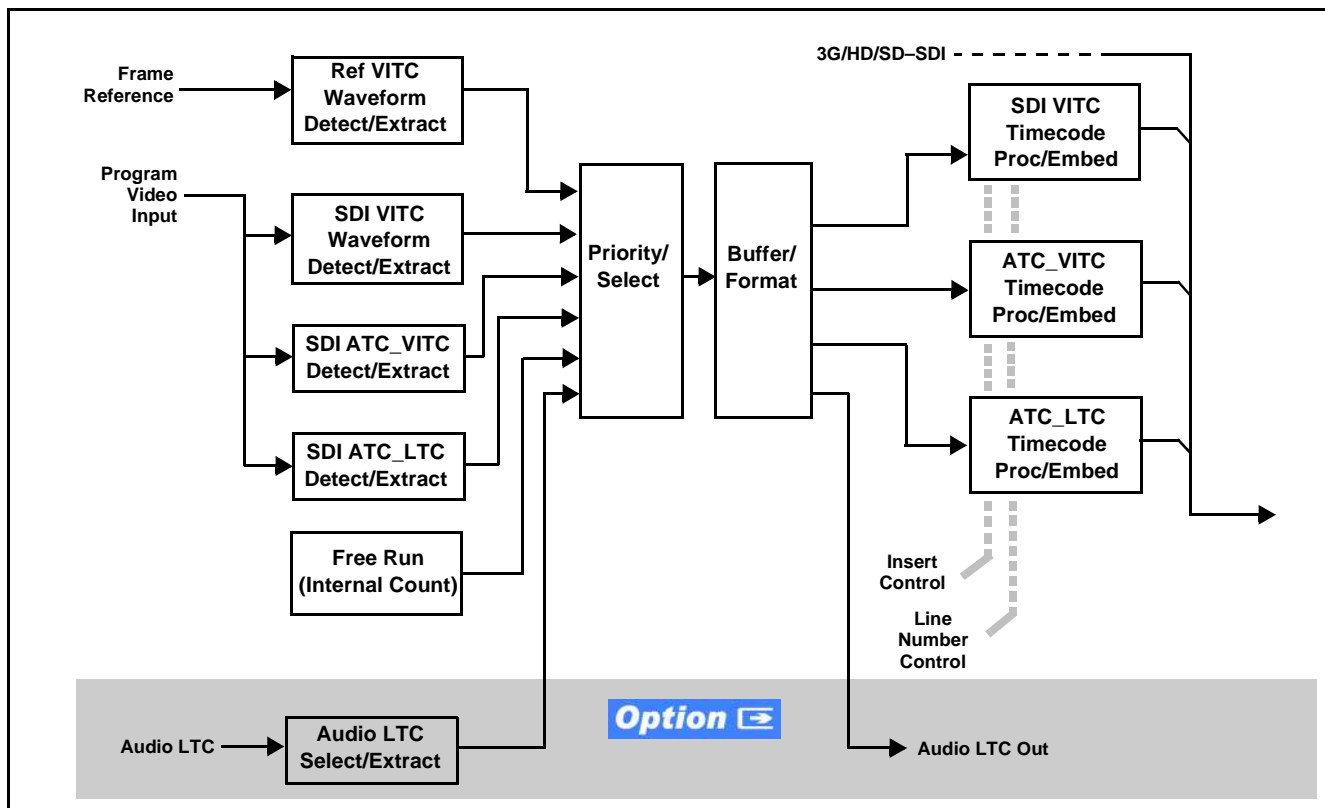 Frame
Reference
Ref VITC
Waveform
Detect/Extract
Program
Video
Input
SDI VITC
Waveform
Detect/Extract
SDI ATC_VITC
Detect/Extract
SDI ATC_LTC
Detect/Extract
Free Run
(Internal Count)
Priority/
Select
Buffer/
Format
3G/HD/SD–SDI
SDI VITC
Timecode
Proc/Embed
ATC_VITC
Timecode
Proc/Embed
ATC_LTC
Timecode
Proc/Embed
Insert
Control
Line
Number
Control
Option
Audio LTC
Audio LTC
Select/Extract
Audio LTC Out